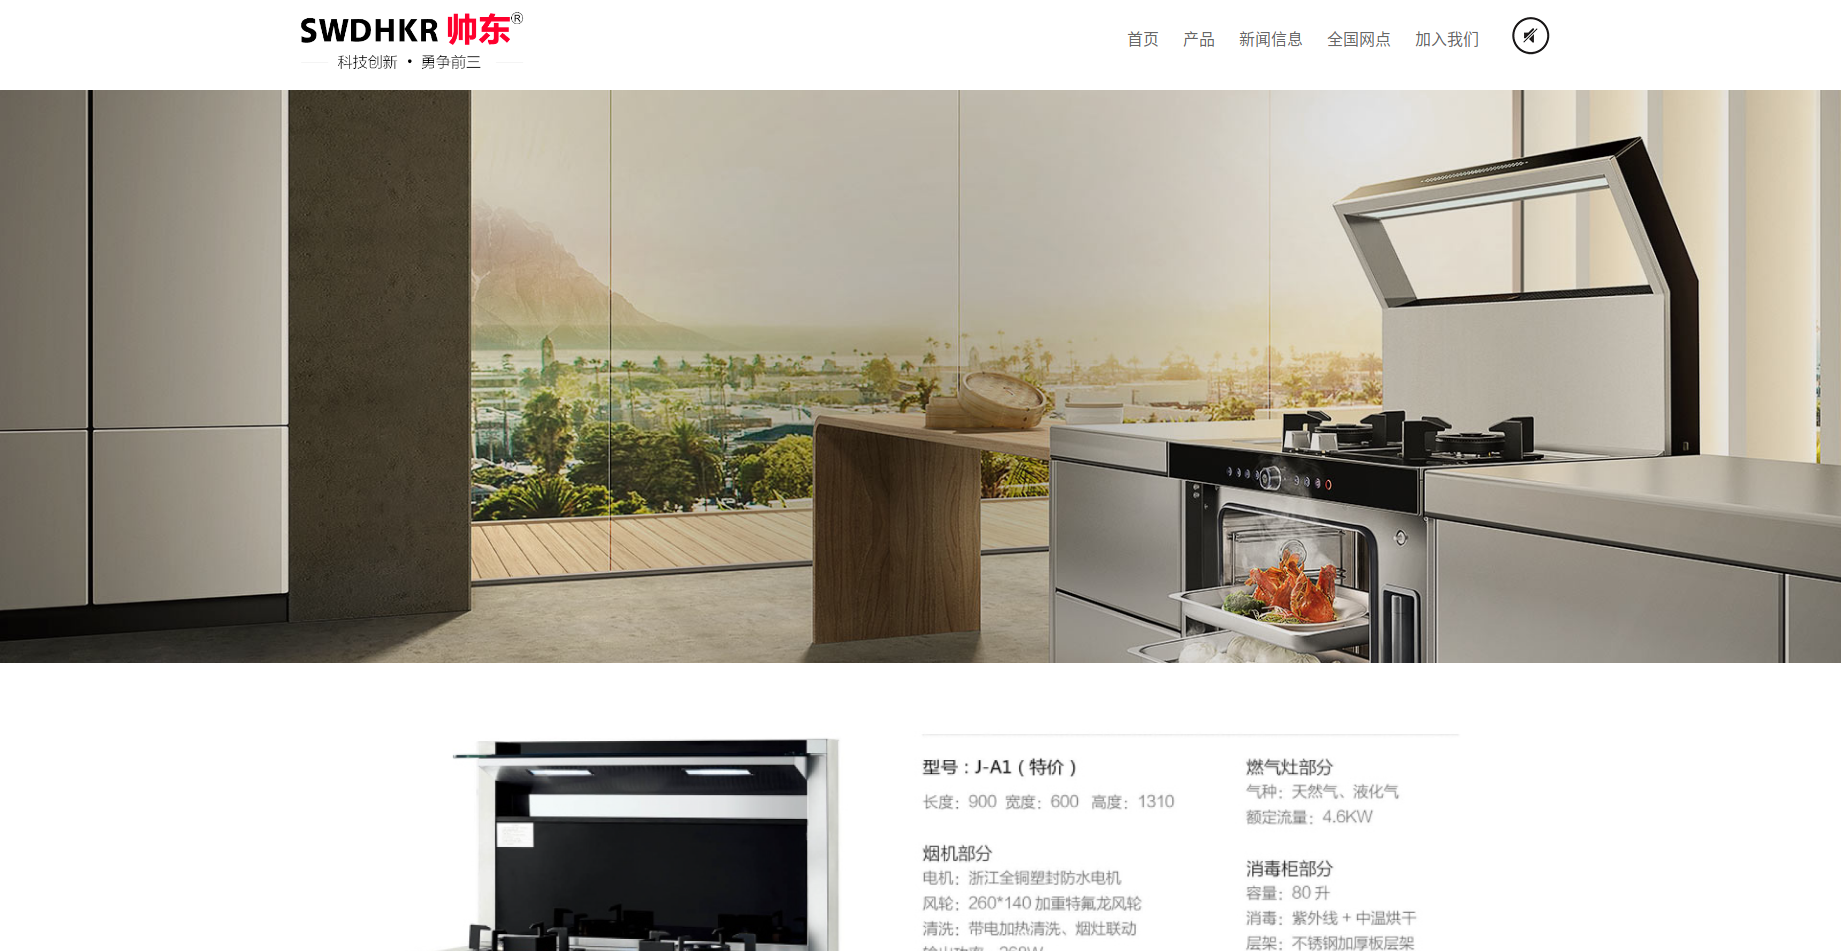 SWDHKR 帅东®
科技创新 • 勇争前三
首页 产品 新闻信息 全国网点 加入我们
型号：J-A1（特价）
长度：900 宽度：600 高度：1310
烟机部分
电机：浙江全铜塑封防水电机
风轮：260*140 加重特氟龙风轮
清洗：带电加热清洗、烟灶联动
燃气灶部分
气种：天然气、液化气
额定流量：4.6KW
消毒柜部分
容量：80 升
消毒：紫外线 + 中温烘干
层架：不锈钢加厚板层架